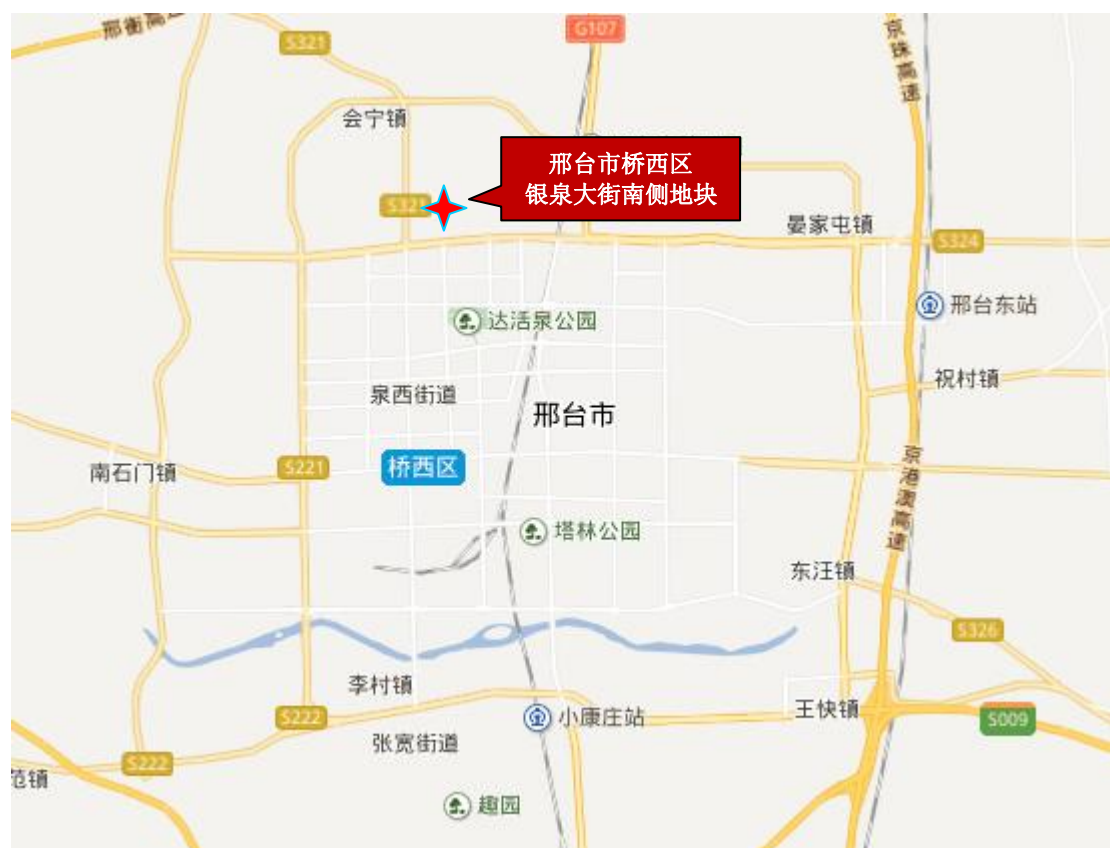 邢衡高速
S321
G107
京珠高速
会宁镇
邢台市桥西区
银泉大街南侧地块
S321
晏家屯镇
S324
邢台东站
达活泉公园
祝村镇
泉西街道
邢台市
桥西区
S221
南石门镇
京港澳高速
塔林公园
东汪镇
S326
李村镇
S222
小康庄站
王快镇
S009
张宽街道
S222
范镇
趣园